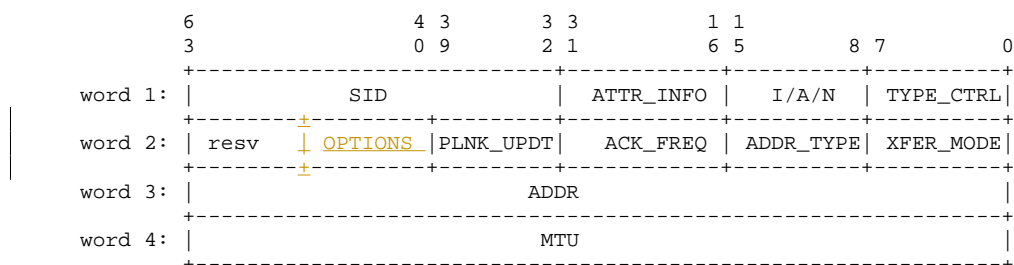 6 4 3 3 3 1 1
3 0 9 2 1 6 5 8 7 0
+----------------------------+------------+----------+----------+
word 1: | SID | ATTR_INFO | I/A/N | TYPE_CTRL|
+--------+---------+---------+------------+----------+----------+
word 2: | resv | OPTIONS |PLNK_UPDT| ACK_FREQ | ADDR_TYPE| XFER_MODE|
+--------+---------+---------+------------+----------+----------+
word 3: | ADDR |
+---------------------------------------------------------------+
word 4: | MTU |
+---------------------------------------------------------------+